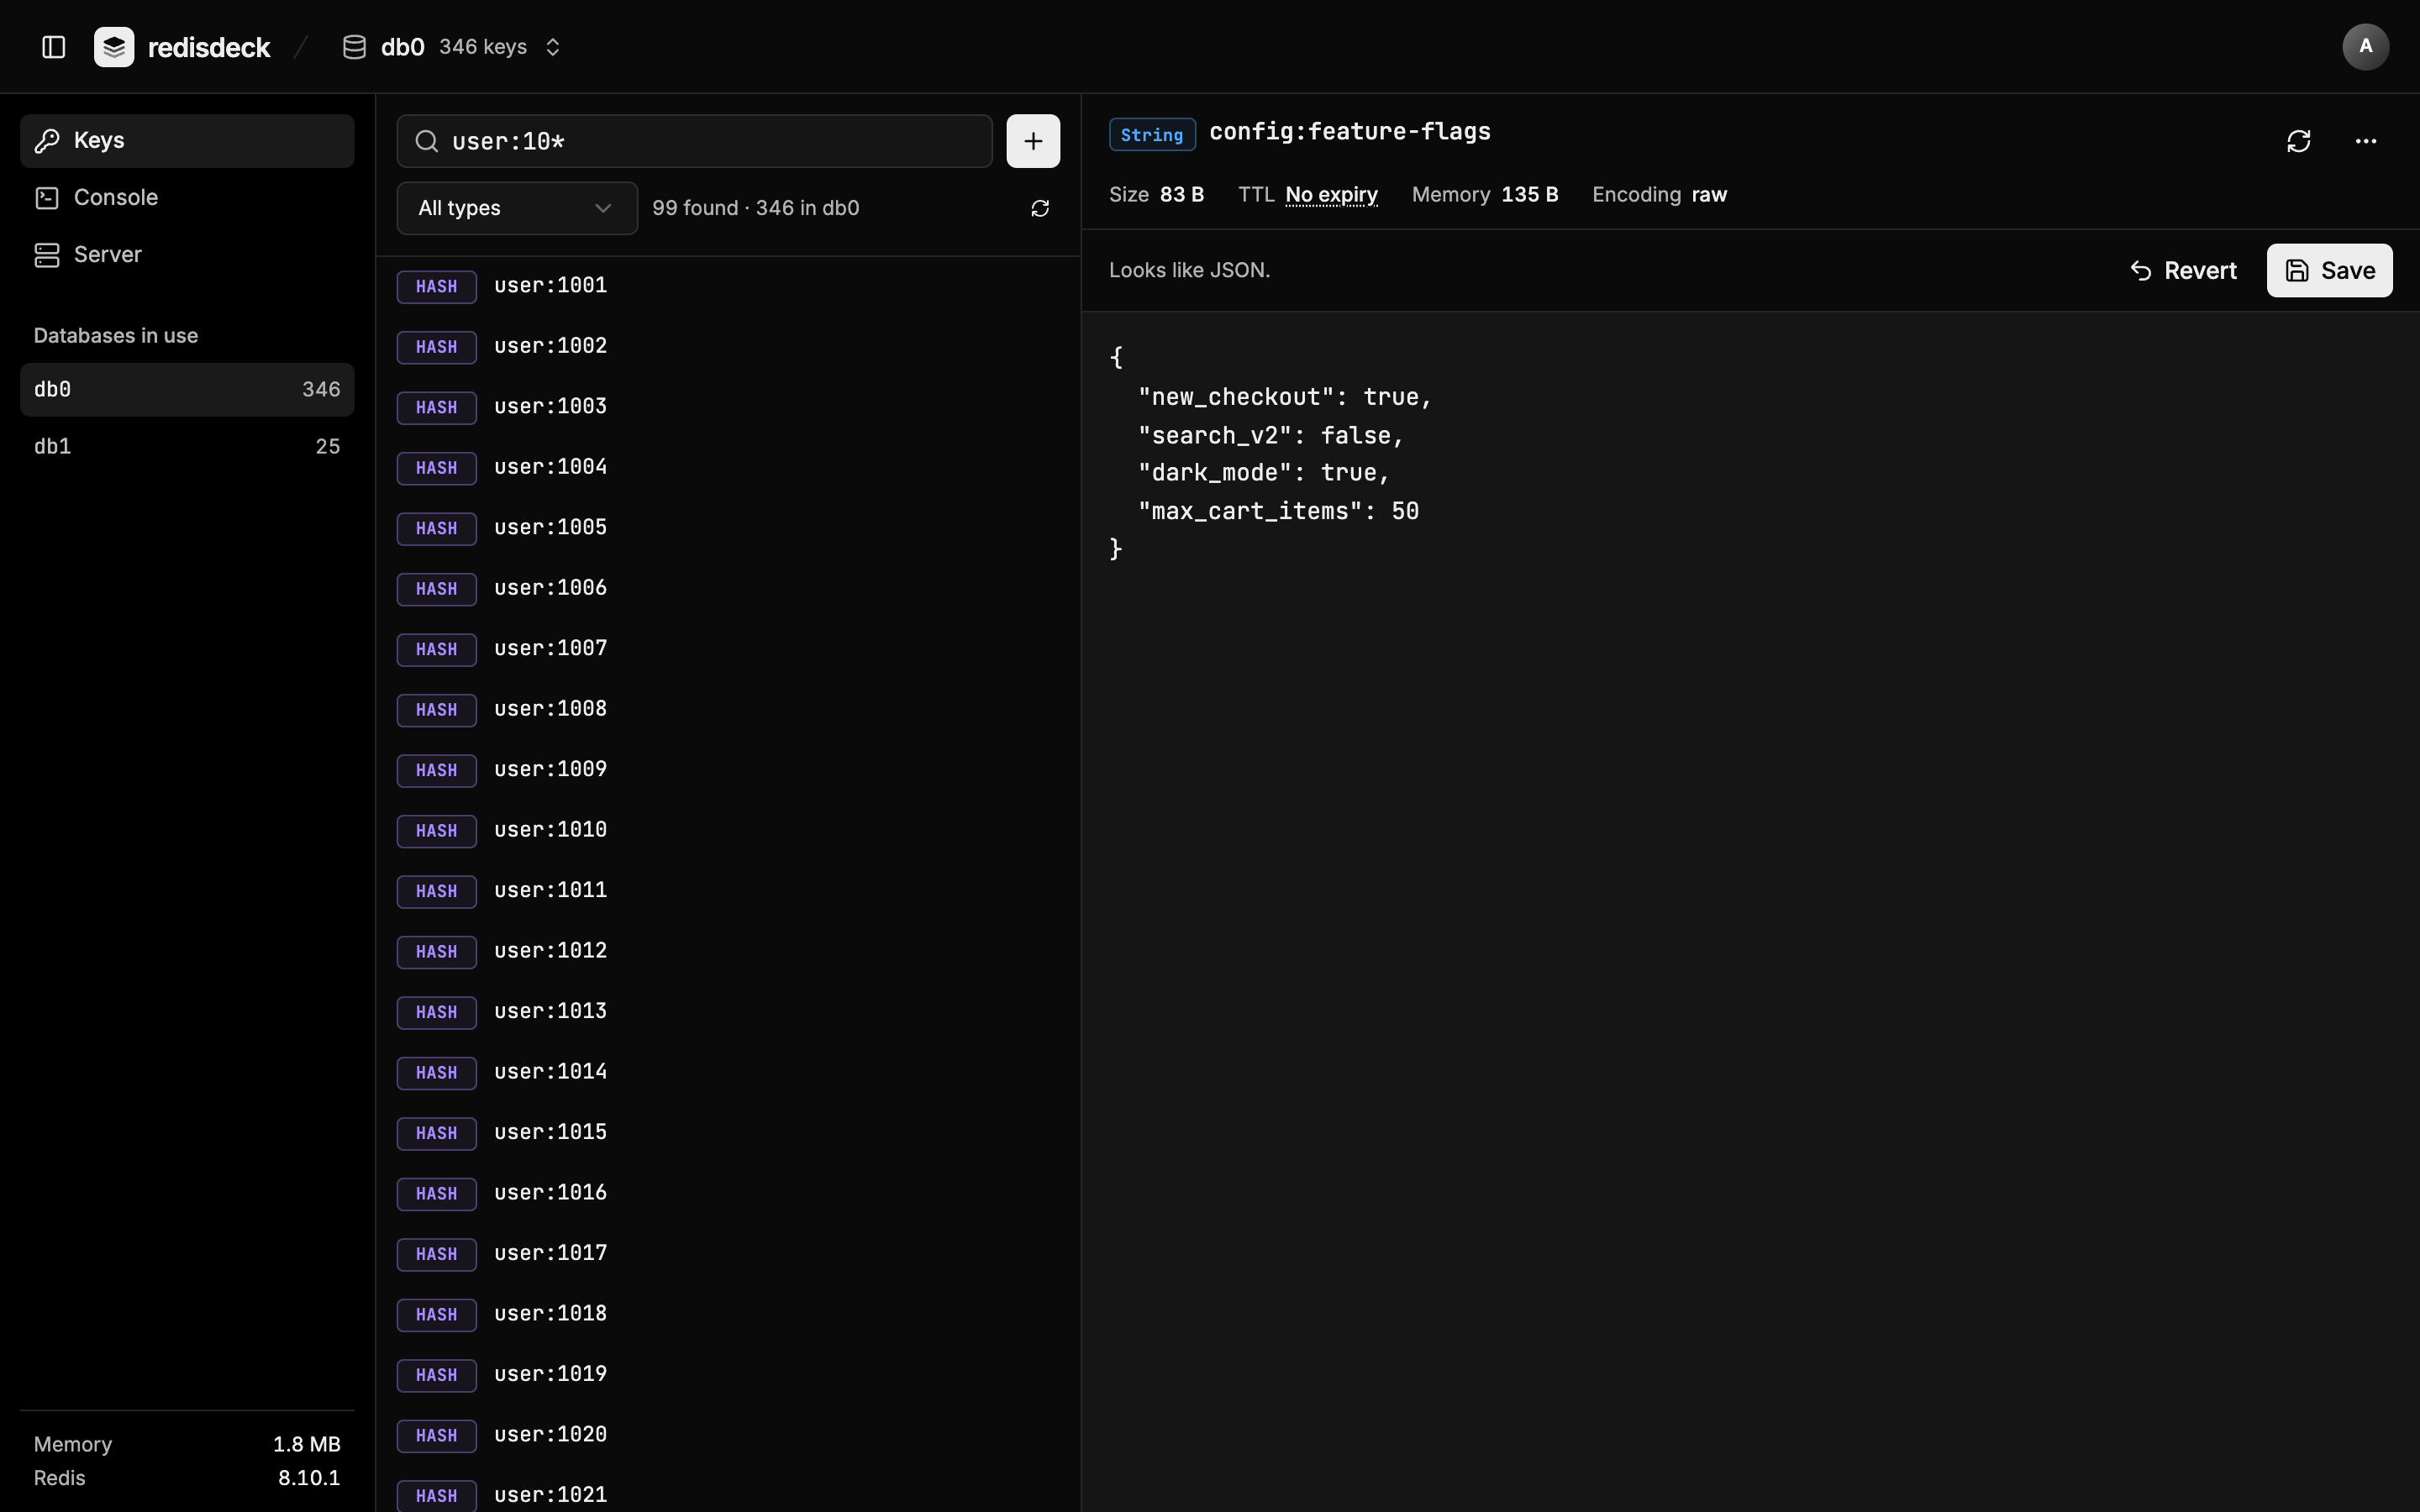 redisdeck / db0 346 keys
A
Keys
Console
Server
Databases in use
db0 346
db1 25
Memory 1.8 MB
Redis 8.10.1
user:10*
All types
99 found · 346 in db0
HASH user:1001
HASH user:1002
HASH user:1003
HASH user:1004
HASH user:1005
HASH user:1006
HASH user:1007
HASH user:1008
HASH user:1009
HASH user:1010
HASH user:1011
HASH user:1012
HASH user:1013
HASH user:1014
HASH user:1015
HASH user:1016
HASH user:1017
HASH user:1018
HASH user:1019
HASH user:1020
HASH user:1021
String config:feature-flags
Size 83 B TTL No expiry Memory 135 B Encoding raw
Looks like JSON.
Revert
Save
{
  "new_checkout": true,
  "search_v2": false,
  "dark_mode": true,
  "max_cart_items": 50
}